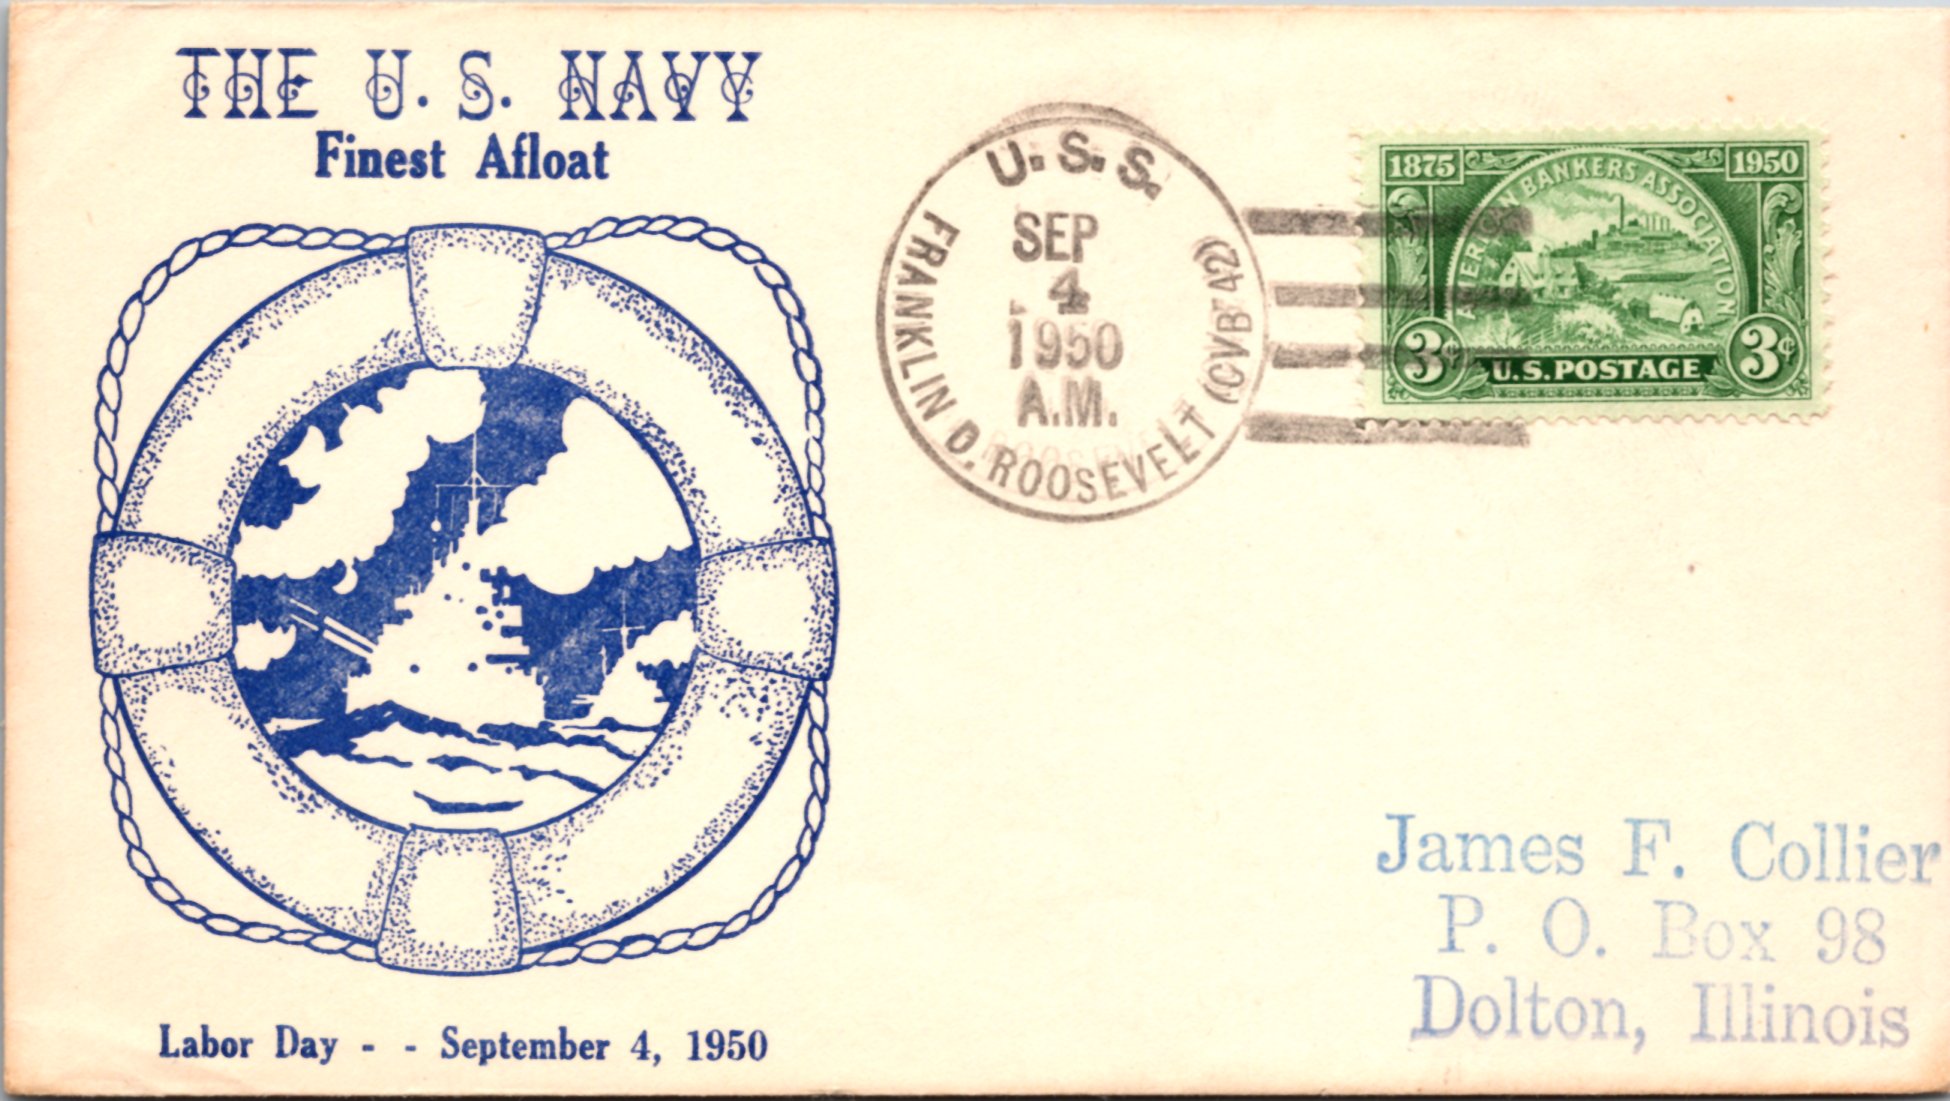 THE U. S. NAVY
Finest Afloat
U.S.S.
FRANKLIN D. ROOSEVELT (CVB 42)
SEP
4
1950
A.M.
1875 1950
AMERICAN BANKERS ASSOCIATION
3¢ U.S.POSTAGE 3¢
James F. Collier
P. O. Box 98
Dolton, Illinois
Labor Day - - September 4, 1950